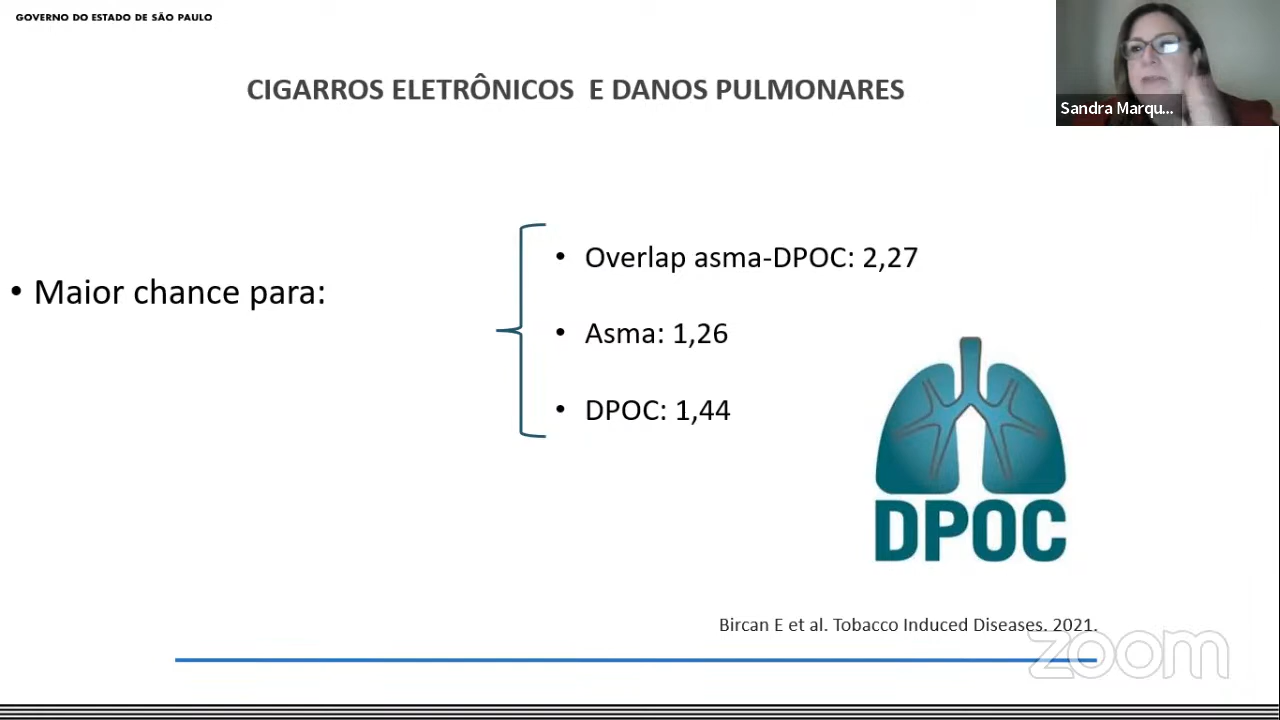 GOVERNO DO ESTADO DE SÃO PAULO
Sandra Marqu...
CIGARROS ELETRÔNICOS E DANOS PULMONARES
• Maior chance para:
• Overlap asma-DPOC: 2,27
• Asma: 1,26
• DPOC: 1,44
DPOC
Bircan E et al. Tobacco Induced Diseases. 2021.
zoom